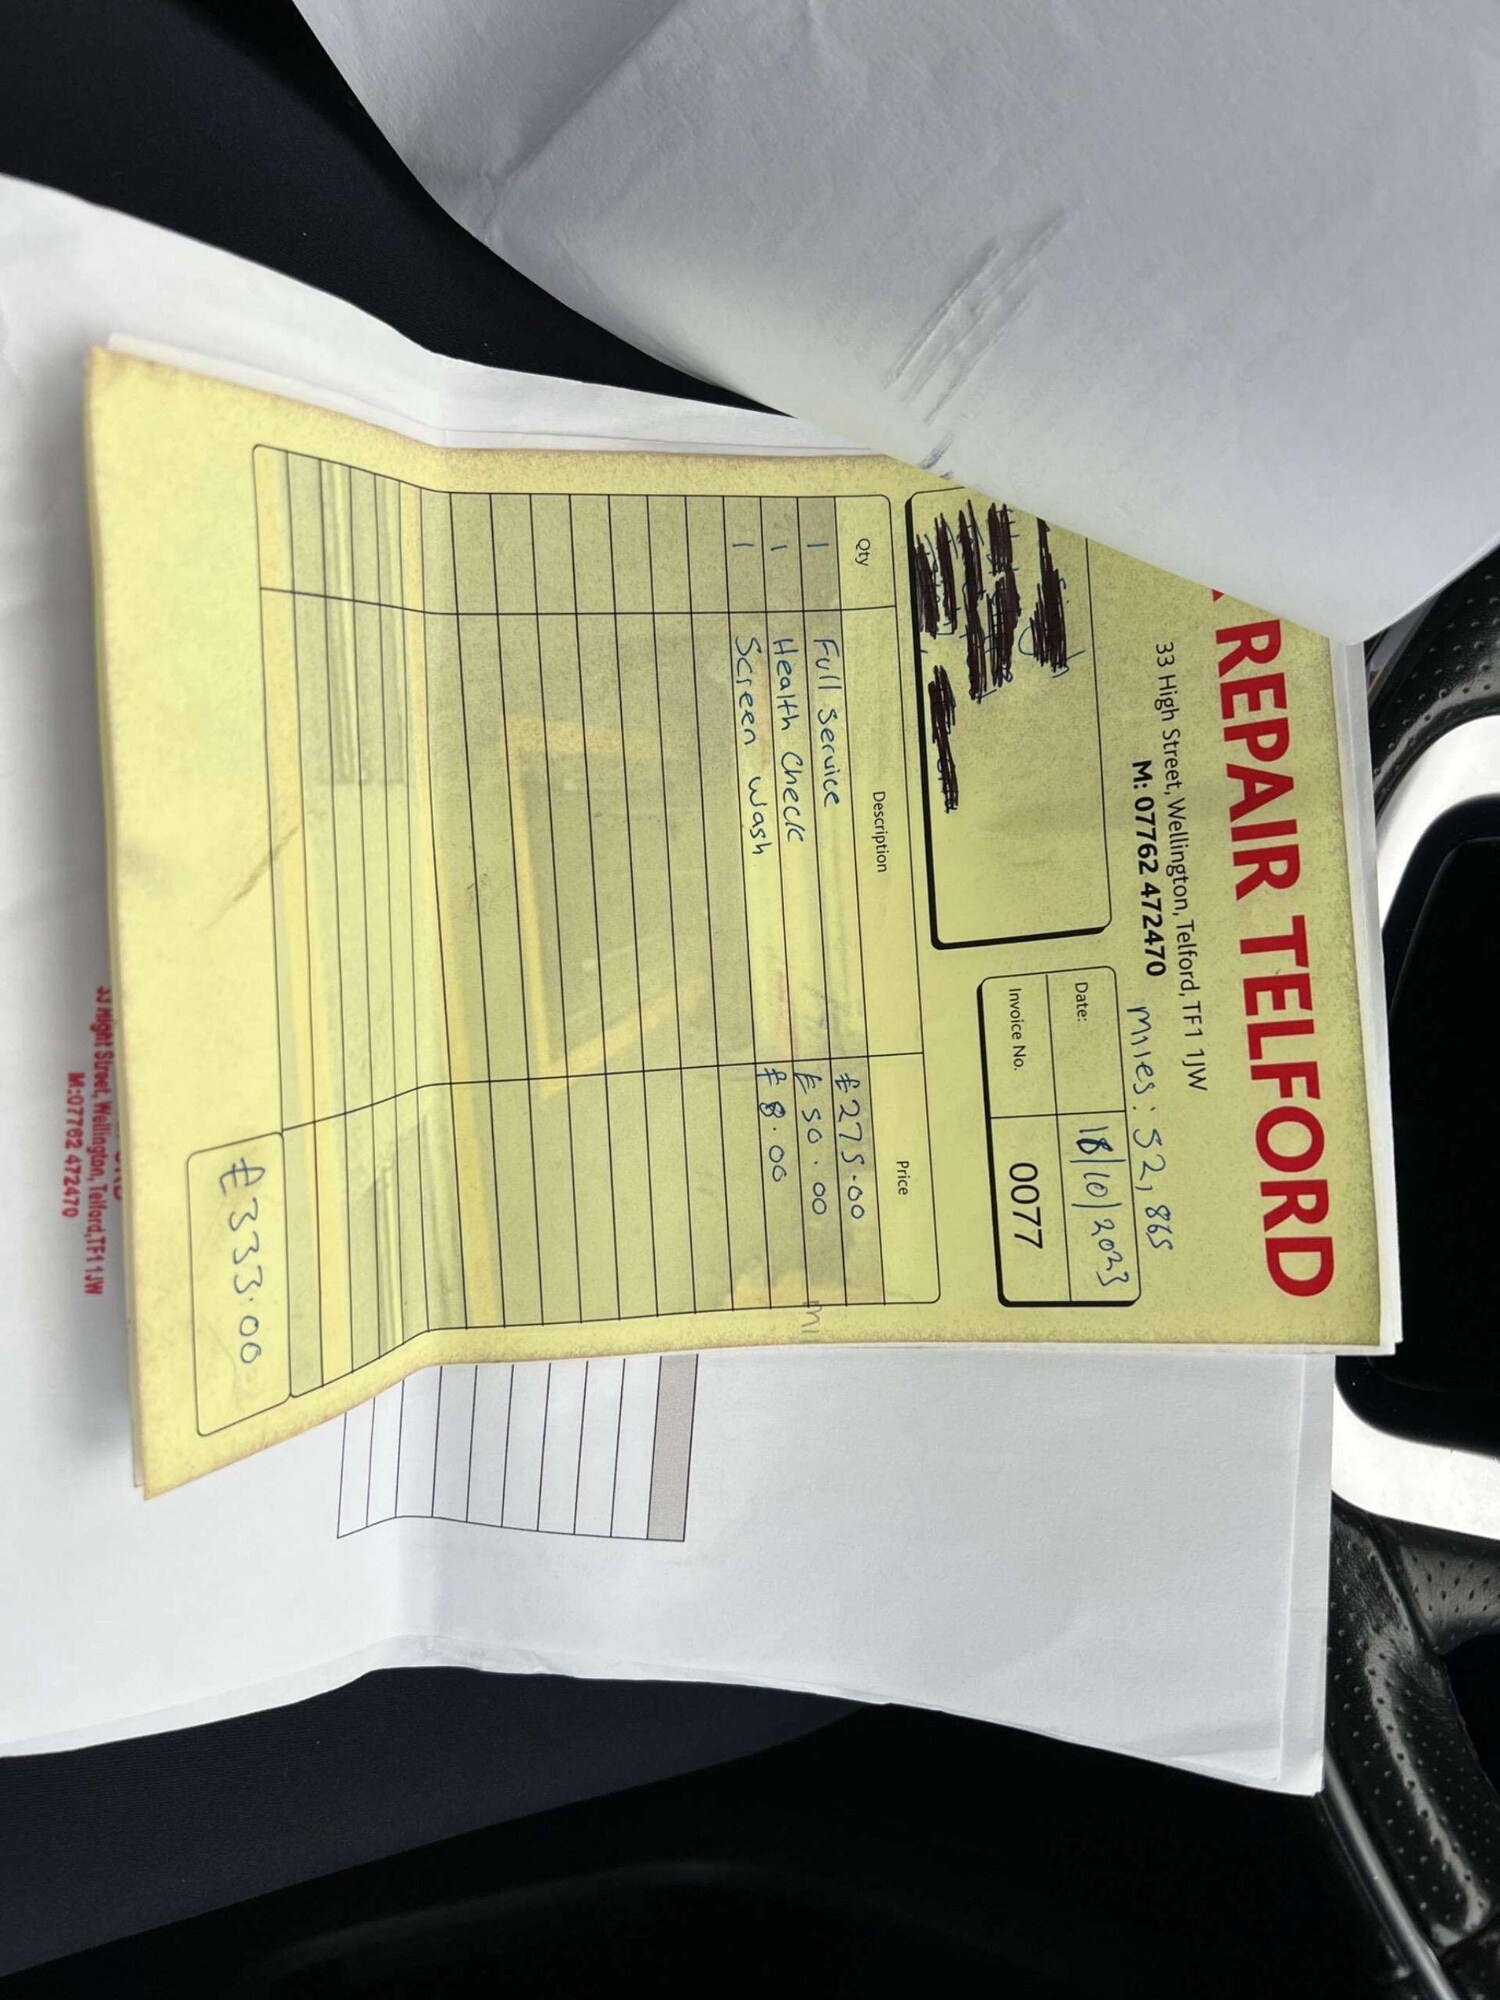 REPAIR TELFORD
33 High Street, Wellington, Telford, TF1 1JW
M: 07762 472470
Miles: 52,865
Date: 18/10/2023
Invoice No. 0077
Qty Description Price
1 Full Service £275.00
1 Health Check £50.00
1 Screen Wash £8.00
£333.00
33 High Street, Wellington, Telford, TF1 1JW
M:07762 472470